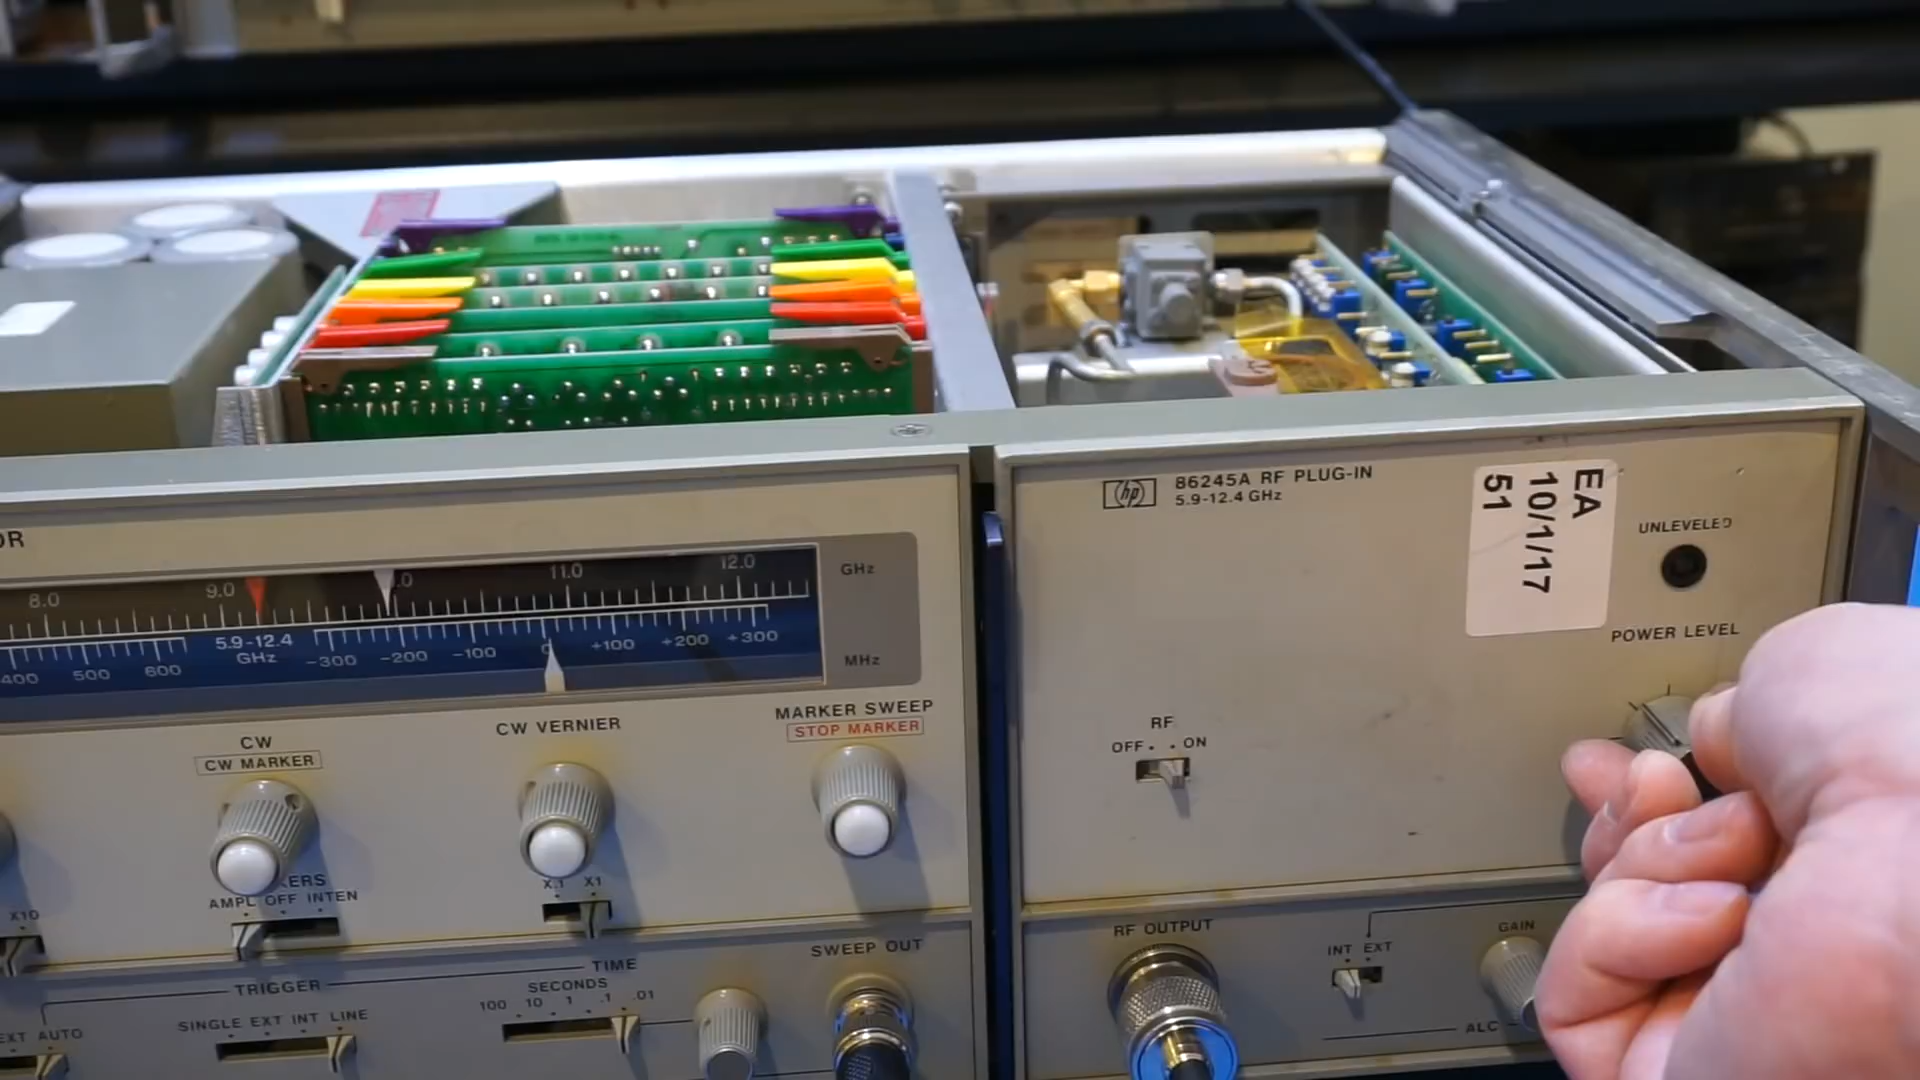 OR
hp
86245A RF PLUG-IN
5.9-12.4 GHz
EA
10/1/17
51
UNLEVELED
POWER LEVEL
8.0 9.0 .0 11.0 12.0
GHz
5.9-12.4
GHz
400 500 600
-300 -200 -100 0 +100 +200 +300
MHz
CW
CW MARKER
CW VERNIER
MARKER SWEEP
STOP MARKER
RF
OFF ON
KERS
AMPL OFF INTEN
X10
X.1 X1
SWEEP OUT
RF OUTPUT
INT EXT
GAIN
ALC
TRIGGER
TIME
SECONDS
100 10 1 .1 .01
EXT AUTO
SINGLE EXT INT LINE